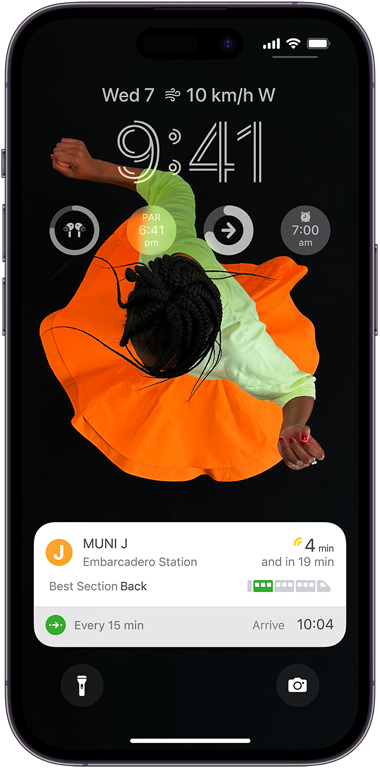 Wed 7 10 km/h W
9:41
PAR
6:41
pm
7:00
am
J
MUNI J
4 min
Embarcadero Station
and in 19 min
Best Section Back
Every 15 min
Arrive 10:04